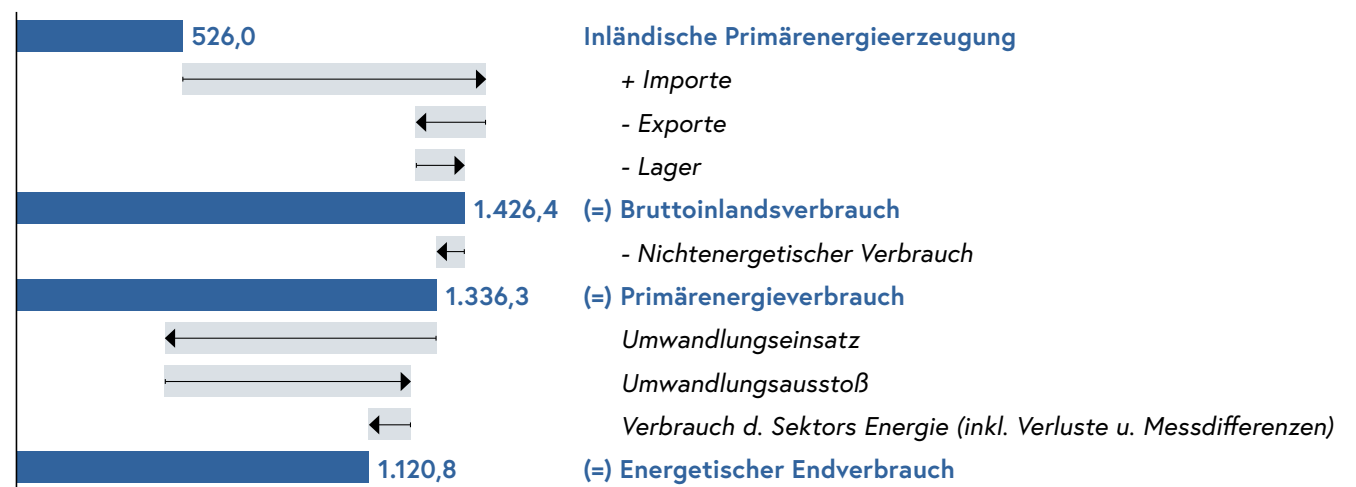 526,0 Inländische Primärenergieerzeugung
+ Importe
- Exporte
- Lager
1.426,4 (=) Bruttoinlandsverbrauch
- Nichtenergetischer Verbrauch
1.336,3 (=) Primärenergieverbrauch
Umwandlungseinsatz
Umwandlungsausstoß
Verbrauch d. Sektors Energie (inkl. Verluste u. Messdifferenzen)
1.120,8 (=) Energetischer Endverbrauch